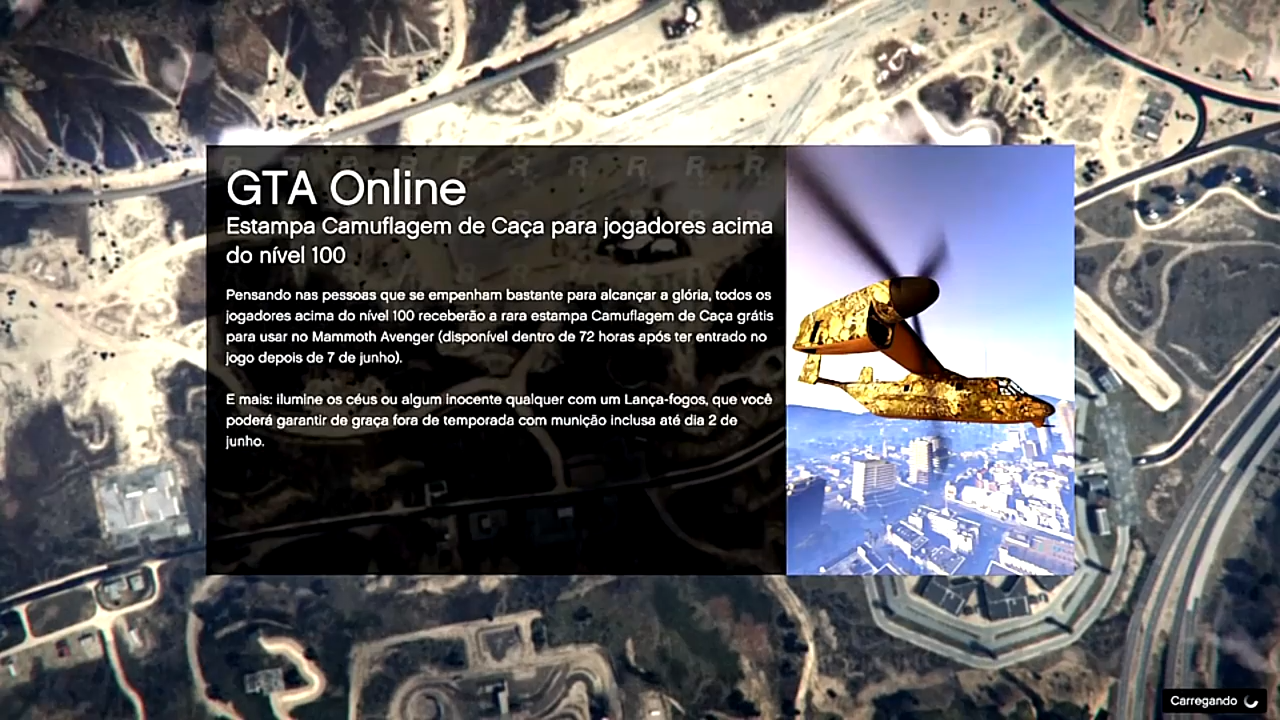 GTA Online
Estampa Camuflagem de Caça para jogadores acima
do nível 100
Pensando nas pessoas que se empenham bastante para alcançar a glória, todos os
jogadores acima do nível 100 receberão a rara estampa Camuflagem de Caça grátis
para usar no Mammoth Avenger (disponível dentro de 72 horas após ter entrado no
jogo depois de 7 de junho).
E mais: ilumine os céus ou algum inocente qualquer com um Lança-fogos, que você
poderá garantir de graça fora de temporada com munição inclusa até dia 2 de
junho.
Carregando